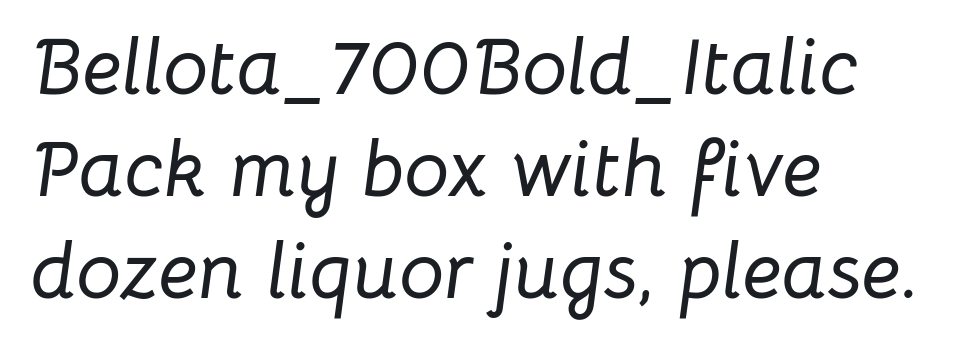 Bellota_700Bold_Italic
Pack my box with five
dozen liquor jugs, please.